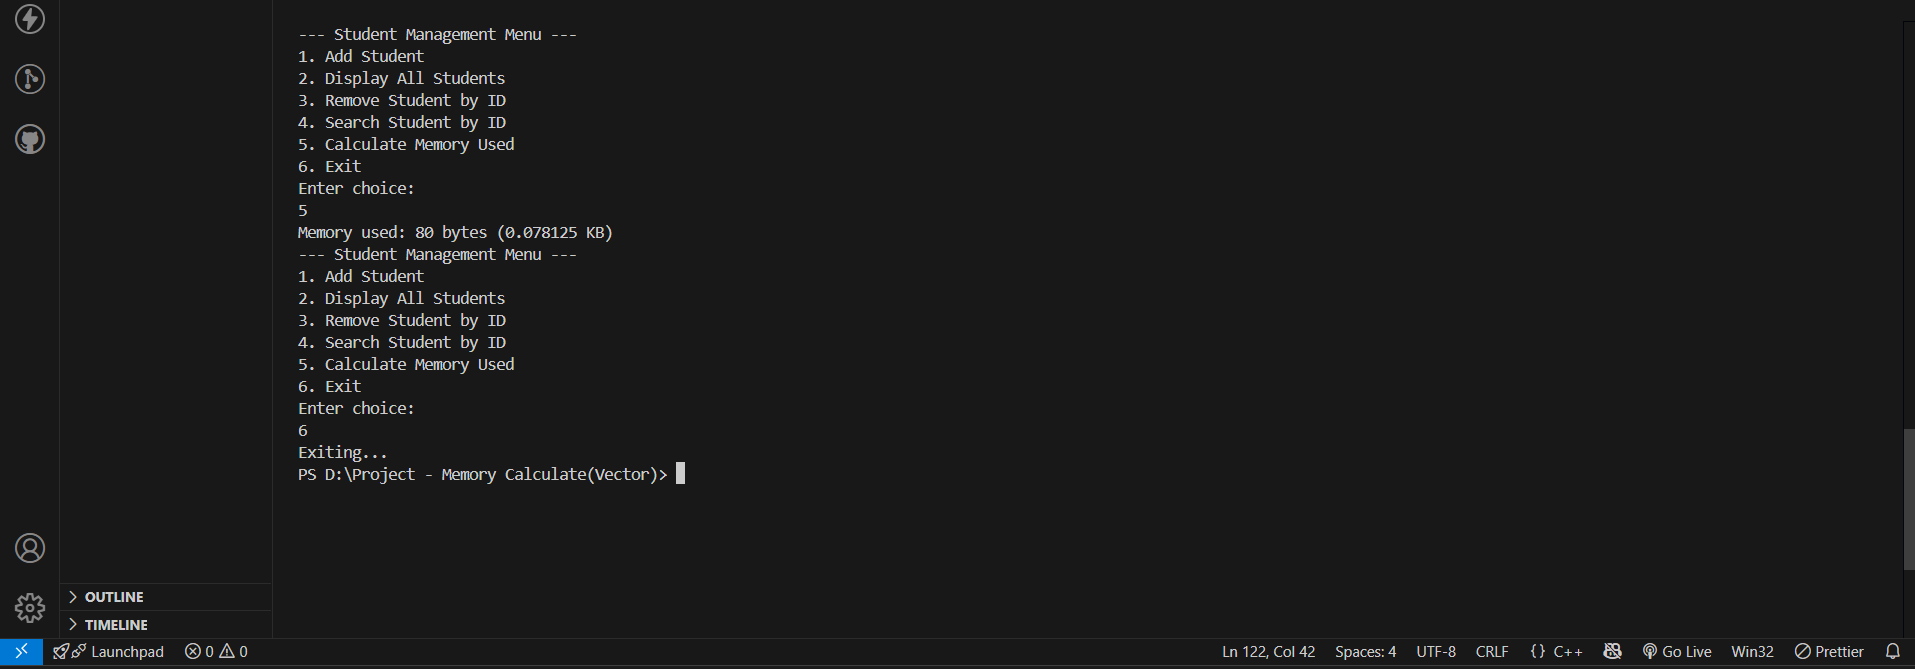 --- Student Management Menu ---
1. Add Student
2. Display All Students
3. Remove Student by ID
4. Search Student by ID
5. Calculate Memory Used
6. Exit
Enter choice:
5
Memory used: 80 bytes (0.078125 KB)
--- Student Management Menu ---
1. Add Student
2. Display All Students
3. Remove Student by ID
4. Search Student by ID
5. Calculate Memory Used
6. Exit
Enter choice:
6
Exiting...
PS D:\Project - Memory Calculate(Vector)>
OUTLINE
TIMELINE
Launchpad 0 0 Ln 122, Col 42 Spaces: 4 UTF-8 CRLF {} C++ Go Live Win32 Prettier